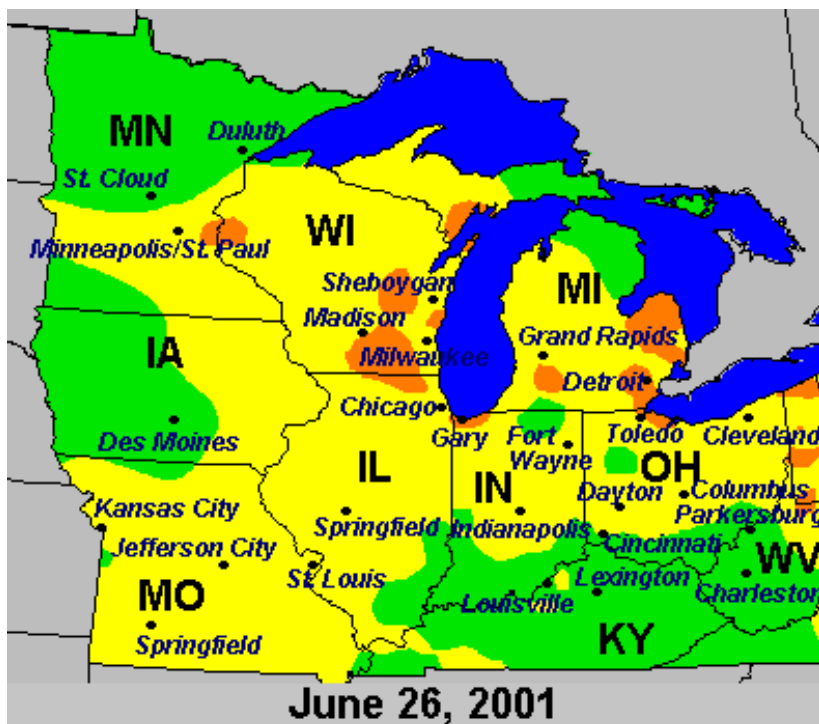 MN
Duluth
St. Cloud
WI
Minneapolis/St. Paul
Sheboygan
MI
Madison
Grand Rapids
IA
Milwaukee
Detroit
Chicago
Des Moines
Gary
Fort
Wayne
Toledo
Cleveland
IL
IN
OH
Dayton
Columbus
Kansas City
Springfield
Indianapolis
Parkersburg
Jefferson City
Cincinnati
WV
St. Louis
Lexington
MO
Louisville
Charleston
Springfield
KY
June 26, 2001